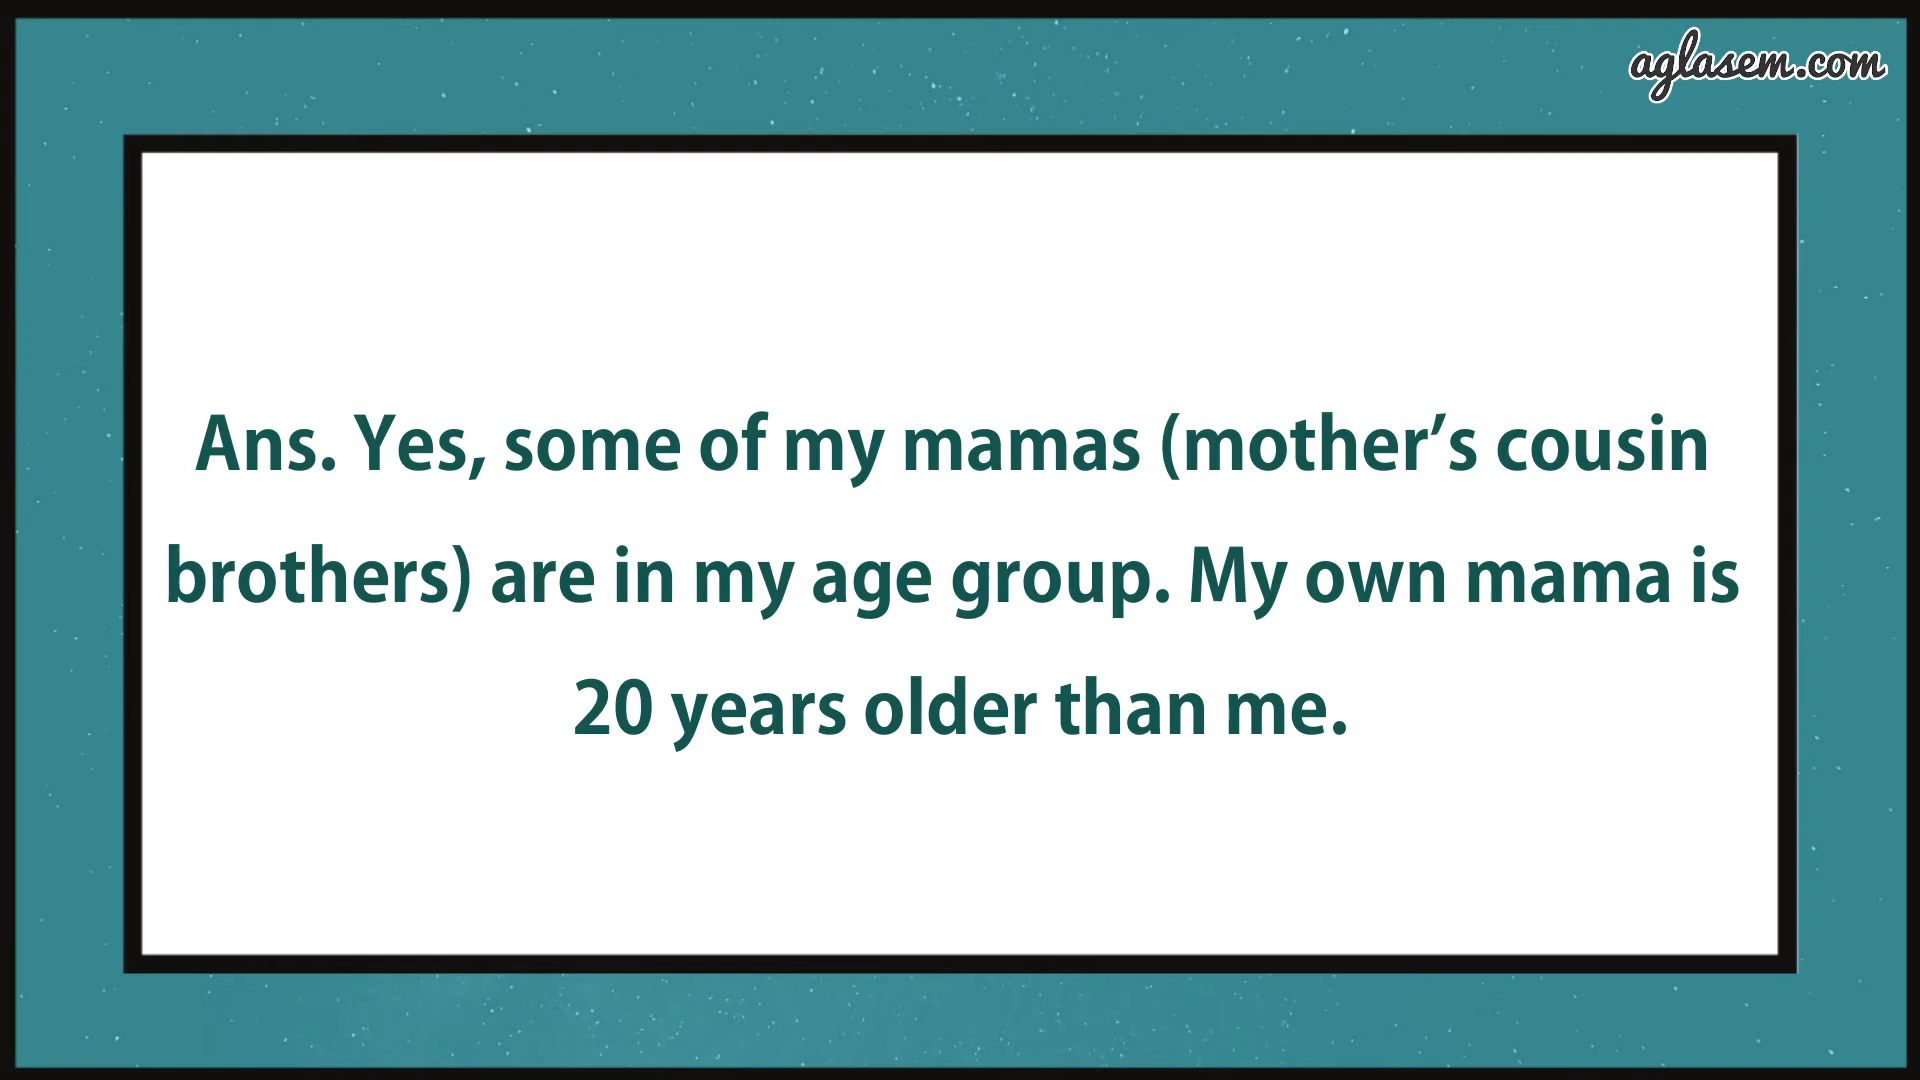 aglasem.com
Ans. Yes, some of my mamas (mother’s cousin
brothers) are in my age group. My own mama is
20 years older than me.